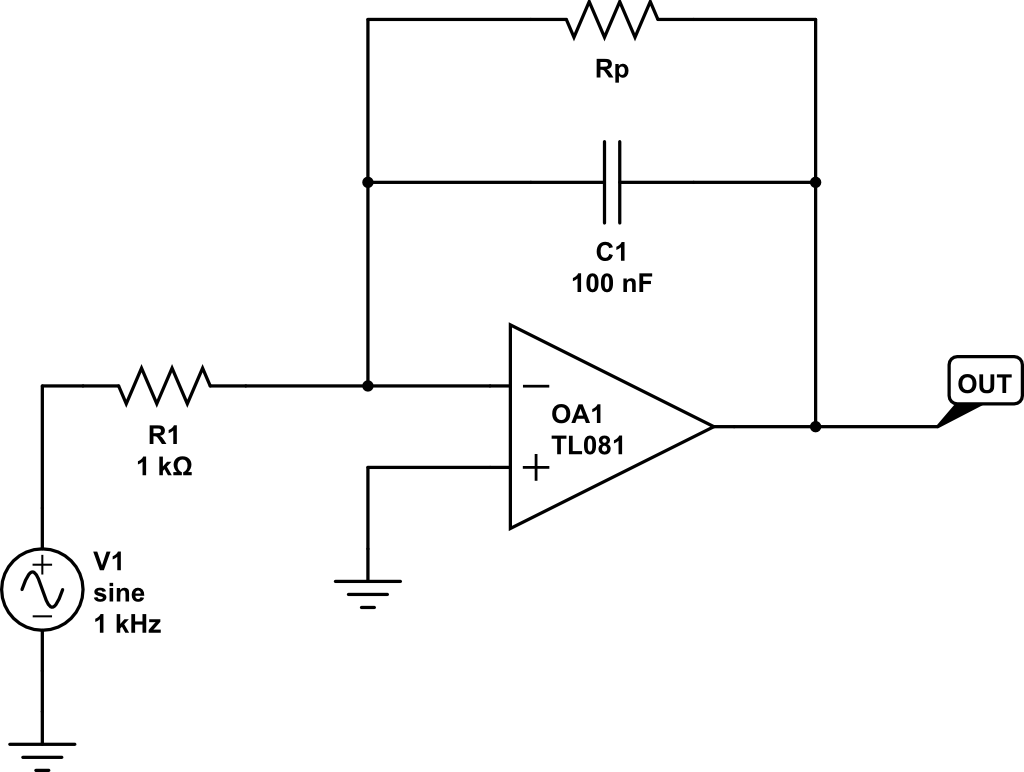 Rp
C1
100 nF
OUT
OA1
TL081
R1
1 kΩ
V1
sine
1 kHz